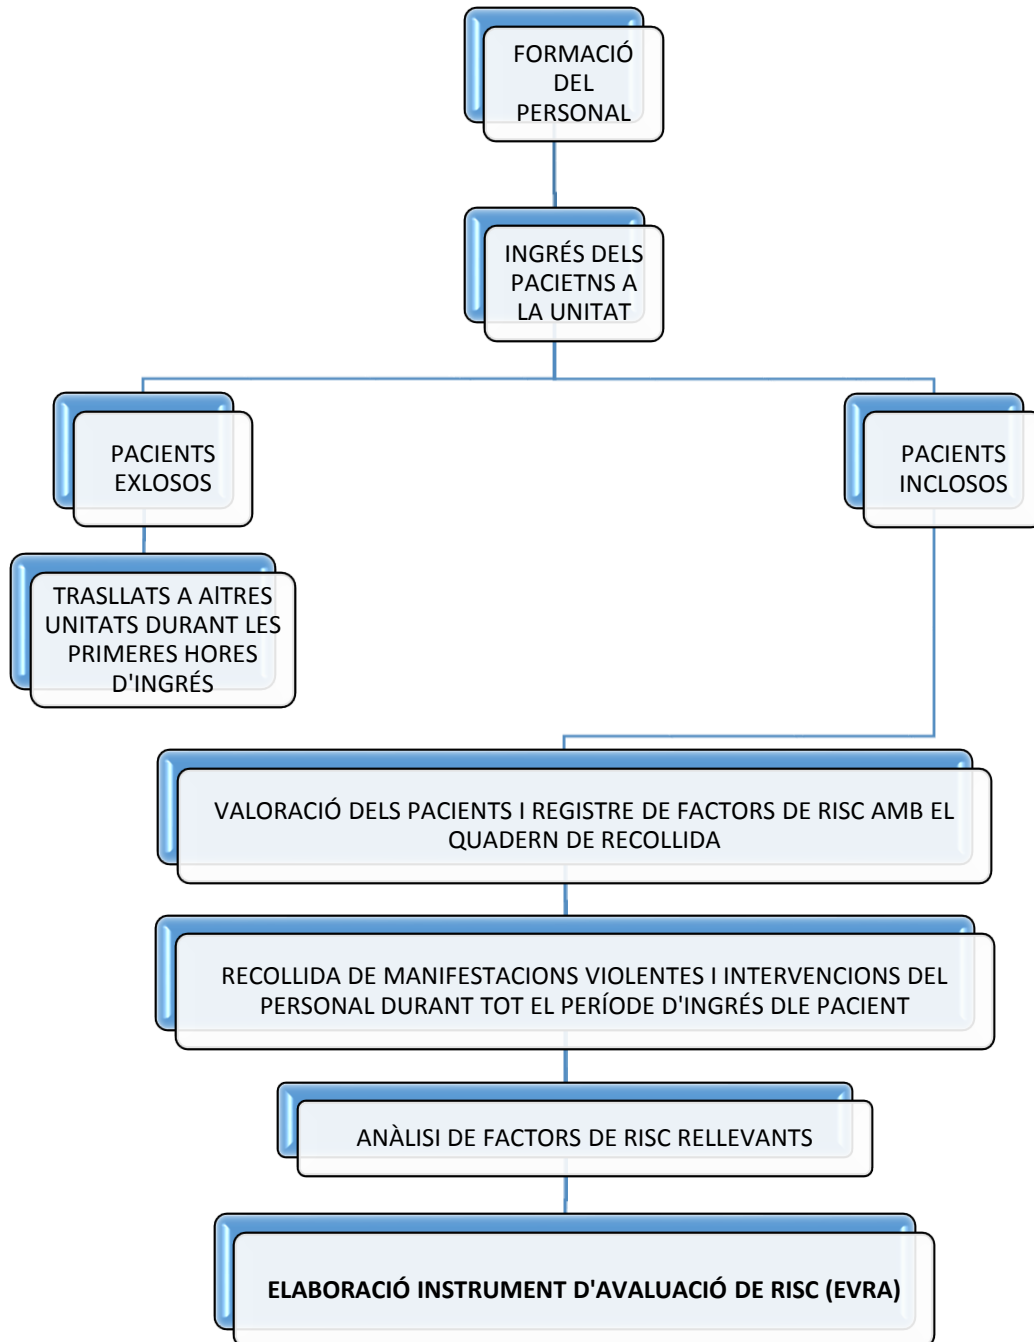 FORMACIÓ
DEL
PERSONAL
INGRÉS DELS
PACIETNS A
LA UNITAT
PACIENTS
EXLOSOS
PACIENTS
INCLOSOS
TRASLLATS A AlTRES
UNITATS DURANT LES
PRIMERES HORES
D'INGRÉS
VALORACIÓ DELS PACIENTS I REGISTRE DE FACTORS DE RISC AMB EL
QUADERN DE RECOLLIDA
RECOLLIDA DE MANIFESTACIONS VIOLENTES I INTERVENCIONS DEL
PERSONAL DURANT TOT EL PERÍODE D'INGRÉS DLE PACIENT
ANÀLISI DE FACTORS DE RISC RELLEVANTS
ELABORACIÓ INSTRUMENT D'AVALUACIÓ DE RISC (EVRA)